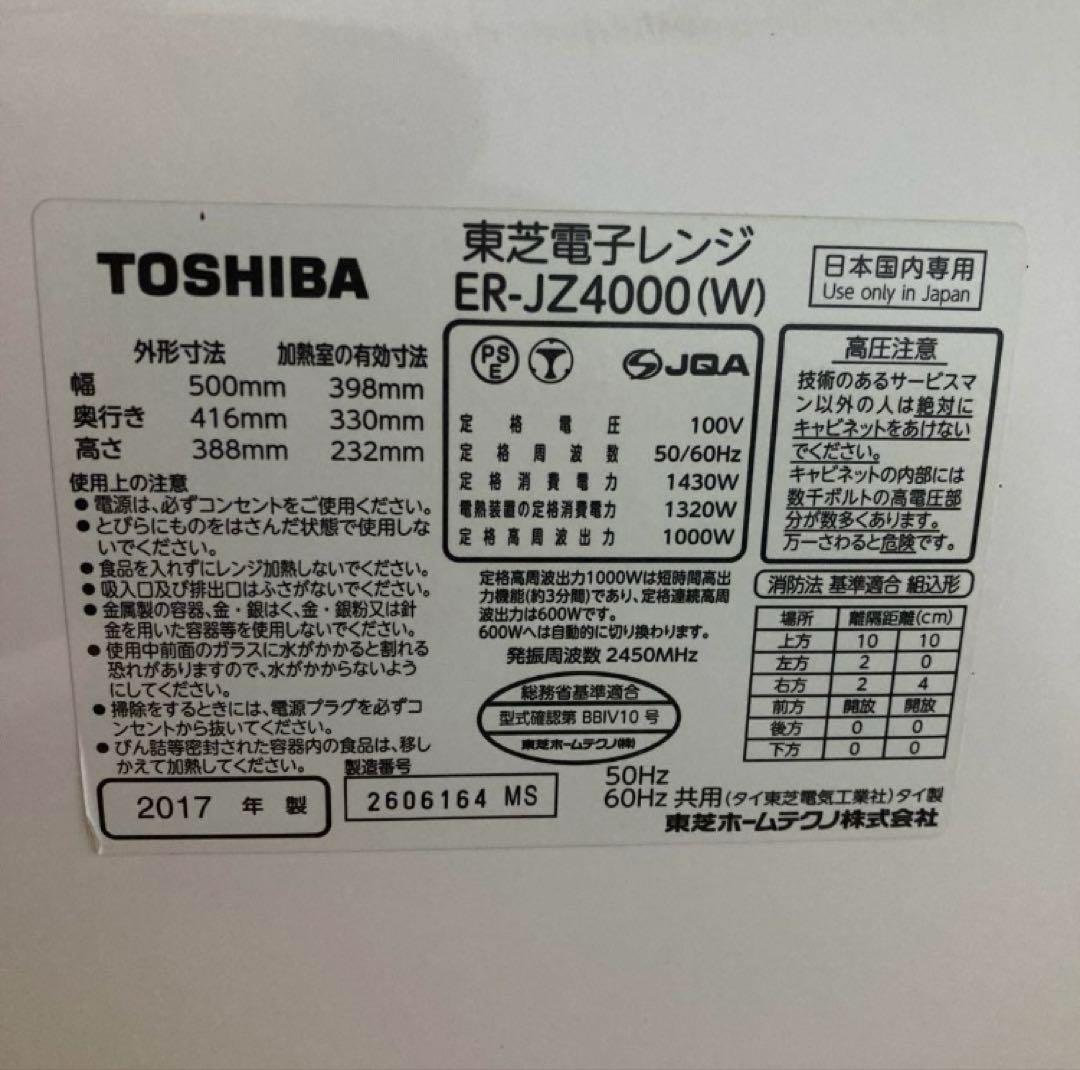 TOSHIBA
東芝電子レンジ
ER-JZ4000(W)
日本国内専用
Use only in Japan
外形寸法 加熱室の有効寸法
幅 500mm 398mm
奥行き 416mm 330mm
高さ 388mm 232mm
使用上の注意
●電源は、必ずコンセントをご使用ください。
●とびらにものをはさんだ状態で使用しな
いでください。
●食品を入れずにレンジ加熱しないでください。
●吸入口及び排出口はふさがないでください。
●金属製の容器、金・銀はく、金・銀粉又は針
金を用いた容器等を使用しないでください。
●使用中前面のガラスに水がかかると割れる
恐れがありますので、水がかからないよう
にしてください。
●掃除をするときには、電源プラグを必ずコ
ンセントから抜いてください。
●びん詰等密封された容器内の食品は、移し
かえて加熱してください。
2017 年 製
製造番号
2606164 MS
PS
E
JQA
定格電圧 100V
定格周波数 50/60Hz
定格消費電力 1430W
電熱装置の定格消費電力 1320W
定格高周波出力 1000W
定格高周波出力1000Wは短時間高出
力機能(約3分間)であり、定格連続高周
波出力は600Wです。
600Wへは自動的に切り換わります。
発振周波数 2450MHz
総務省基準適合
型式確認第 BBIV10 号
東芝ホームテクノ(株)
高圧注意
技術のあるサービスマ
ン以外の人は絶対に
キャビネットをあけない
でください。
キャビネットの内部には
数千ボルトの高電圧部
分が数多くあります。
万一さわると危険です。
消防法 基準適合 組込形
場所 離隔距離(cm)
上方 10 10
左方 2 0
右方 2 4
前方 開放 開放
後方 0 0
下方 0 0
50Hz
60Hz 共用(タイ東芝電気工業社)タイ製
東芝ホームテクノ株式会社